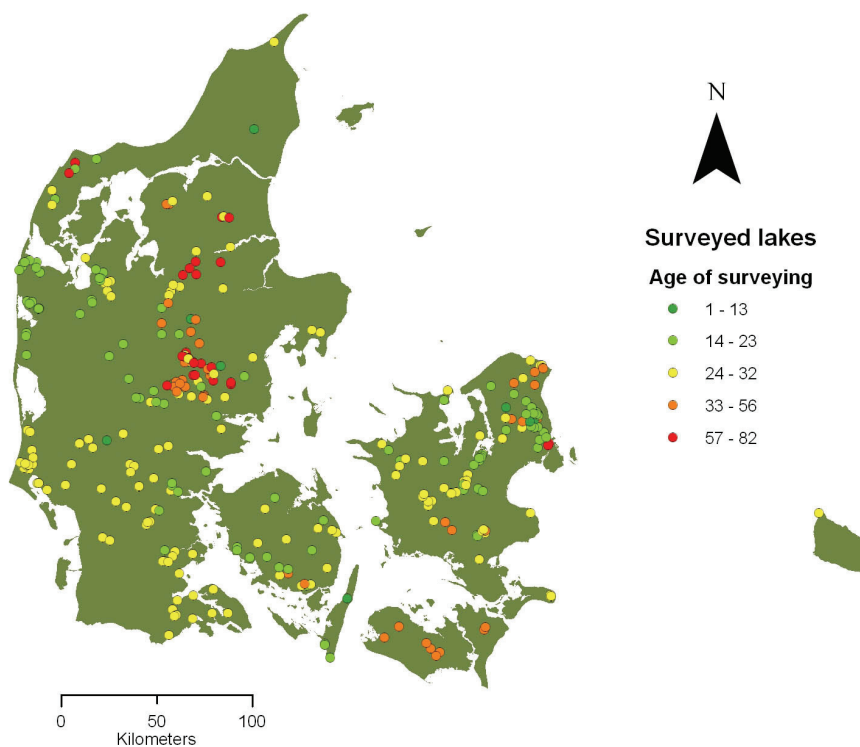 N
Surveyed lakes
Age of surveying
1 - 13
14 - 23
24 - 32
33 - 56
57 - 82
0 50 100
Kilometers